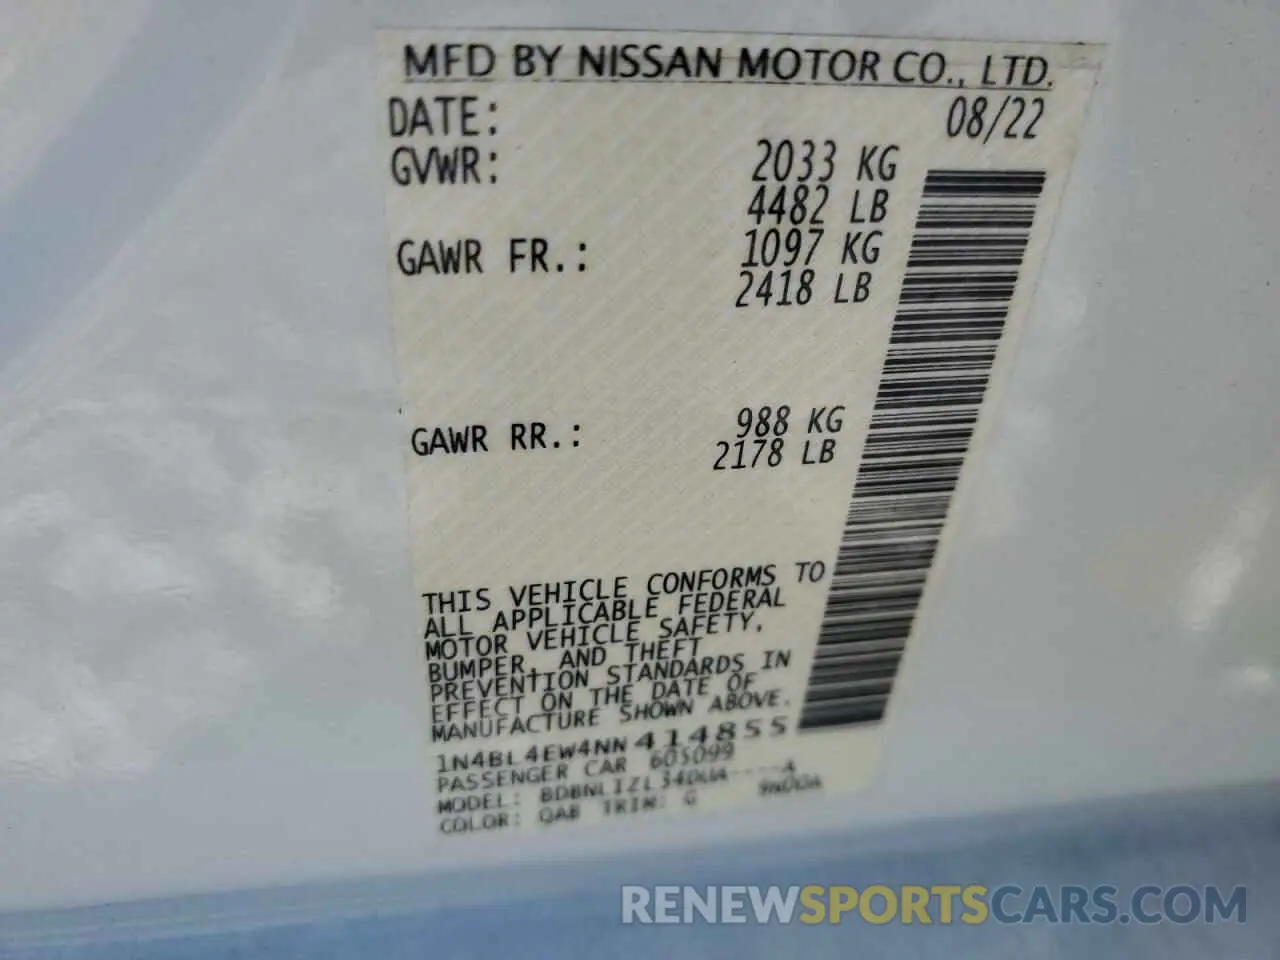 MFD BY NISSAN MOTOR CO., LTD.
DATE: 08/22
GVWR: 2033 KG
4482 LB
GAWR FR.: 1097 KG
2418 LB
GAWR RR.: 988 KG
2178 LB
THIS VEHICLE CONFORMS TO
ALL APPLICABLE FEDERAL
MOTOR VEHICLE SAFETY,
BUMPER, AND THEFT
PREVENTION STANDARDS IN
EFFECT ON THE DATE OF
MANUFACTURE SHOWN ABOVE.
1N4BL4EW4NN414855
PASSENGER CAR 605099
MODEL:
COLOR: QAB TRIM: G
RENEWSPORTSCARS.COM